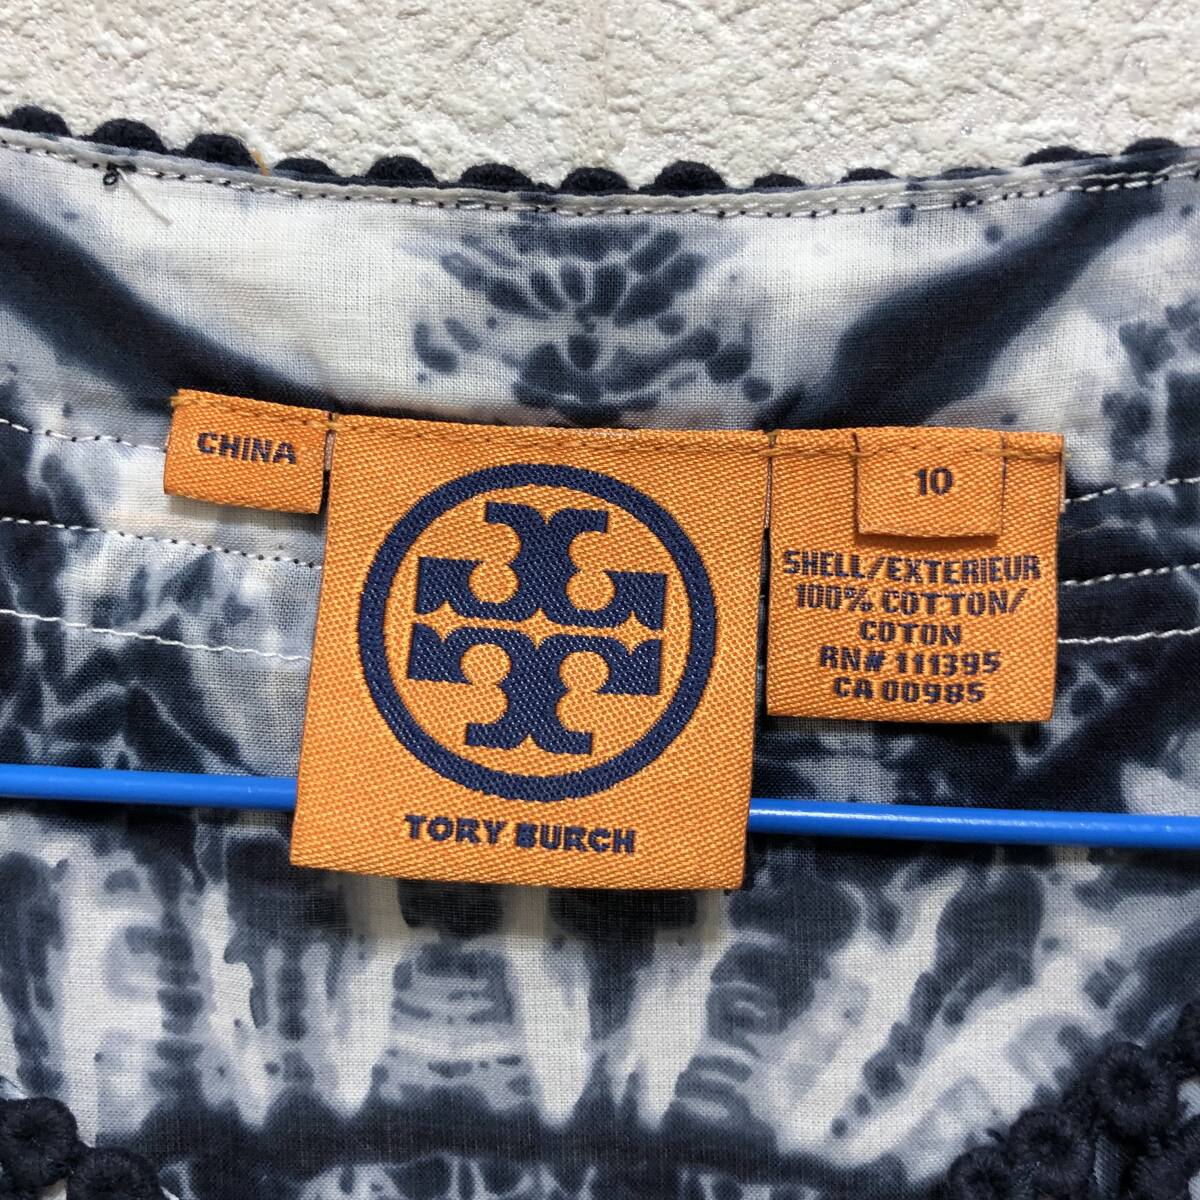 CHINA
TORY BURCH
10
SHELL/EXTERIEUR
100% COTTON/
COTON
RN# 111395
CA 00985